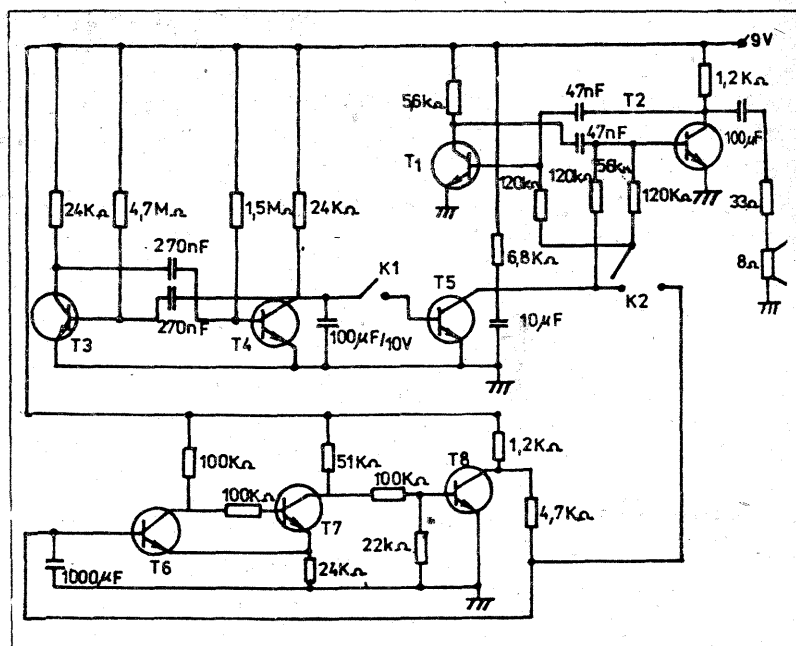 9V
1,2KΩ
47nF
T2
5,6kΩ
47nF
100µF
T1
56kΩ
120kΩ
120kΩ
120KΩ
33Ω
24KΩ
4,7MΩ
1,5MΩ
24KΩ
270nF
6,8KΩ
8Ω
K1
T5
K2
270nF
T3
T4
100µF/10V
10µF
1,2KΩ
100KΩ
51KΩ
T8
100KΩ
100KΩ
T7
4,7KΩ
22kΩ
T6
1000µF
24KΩ